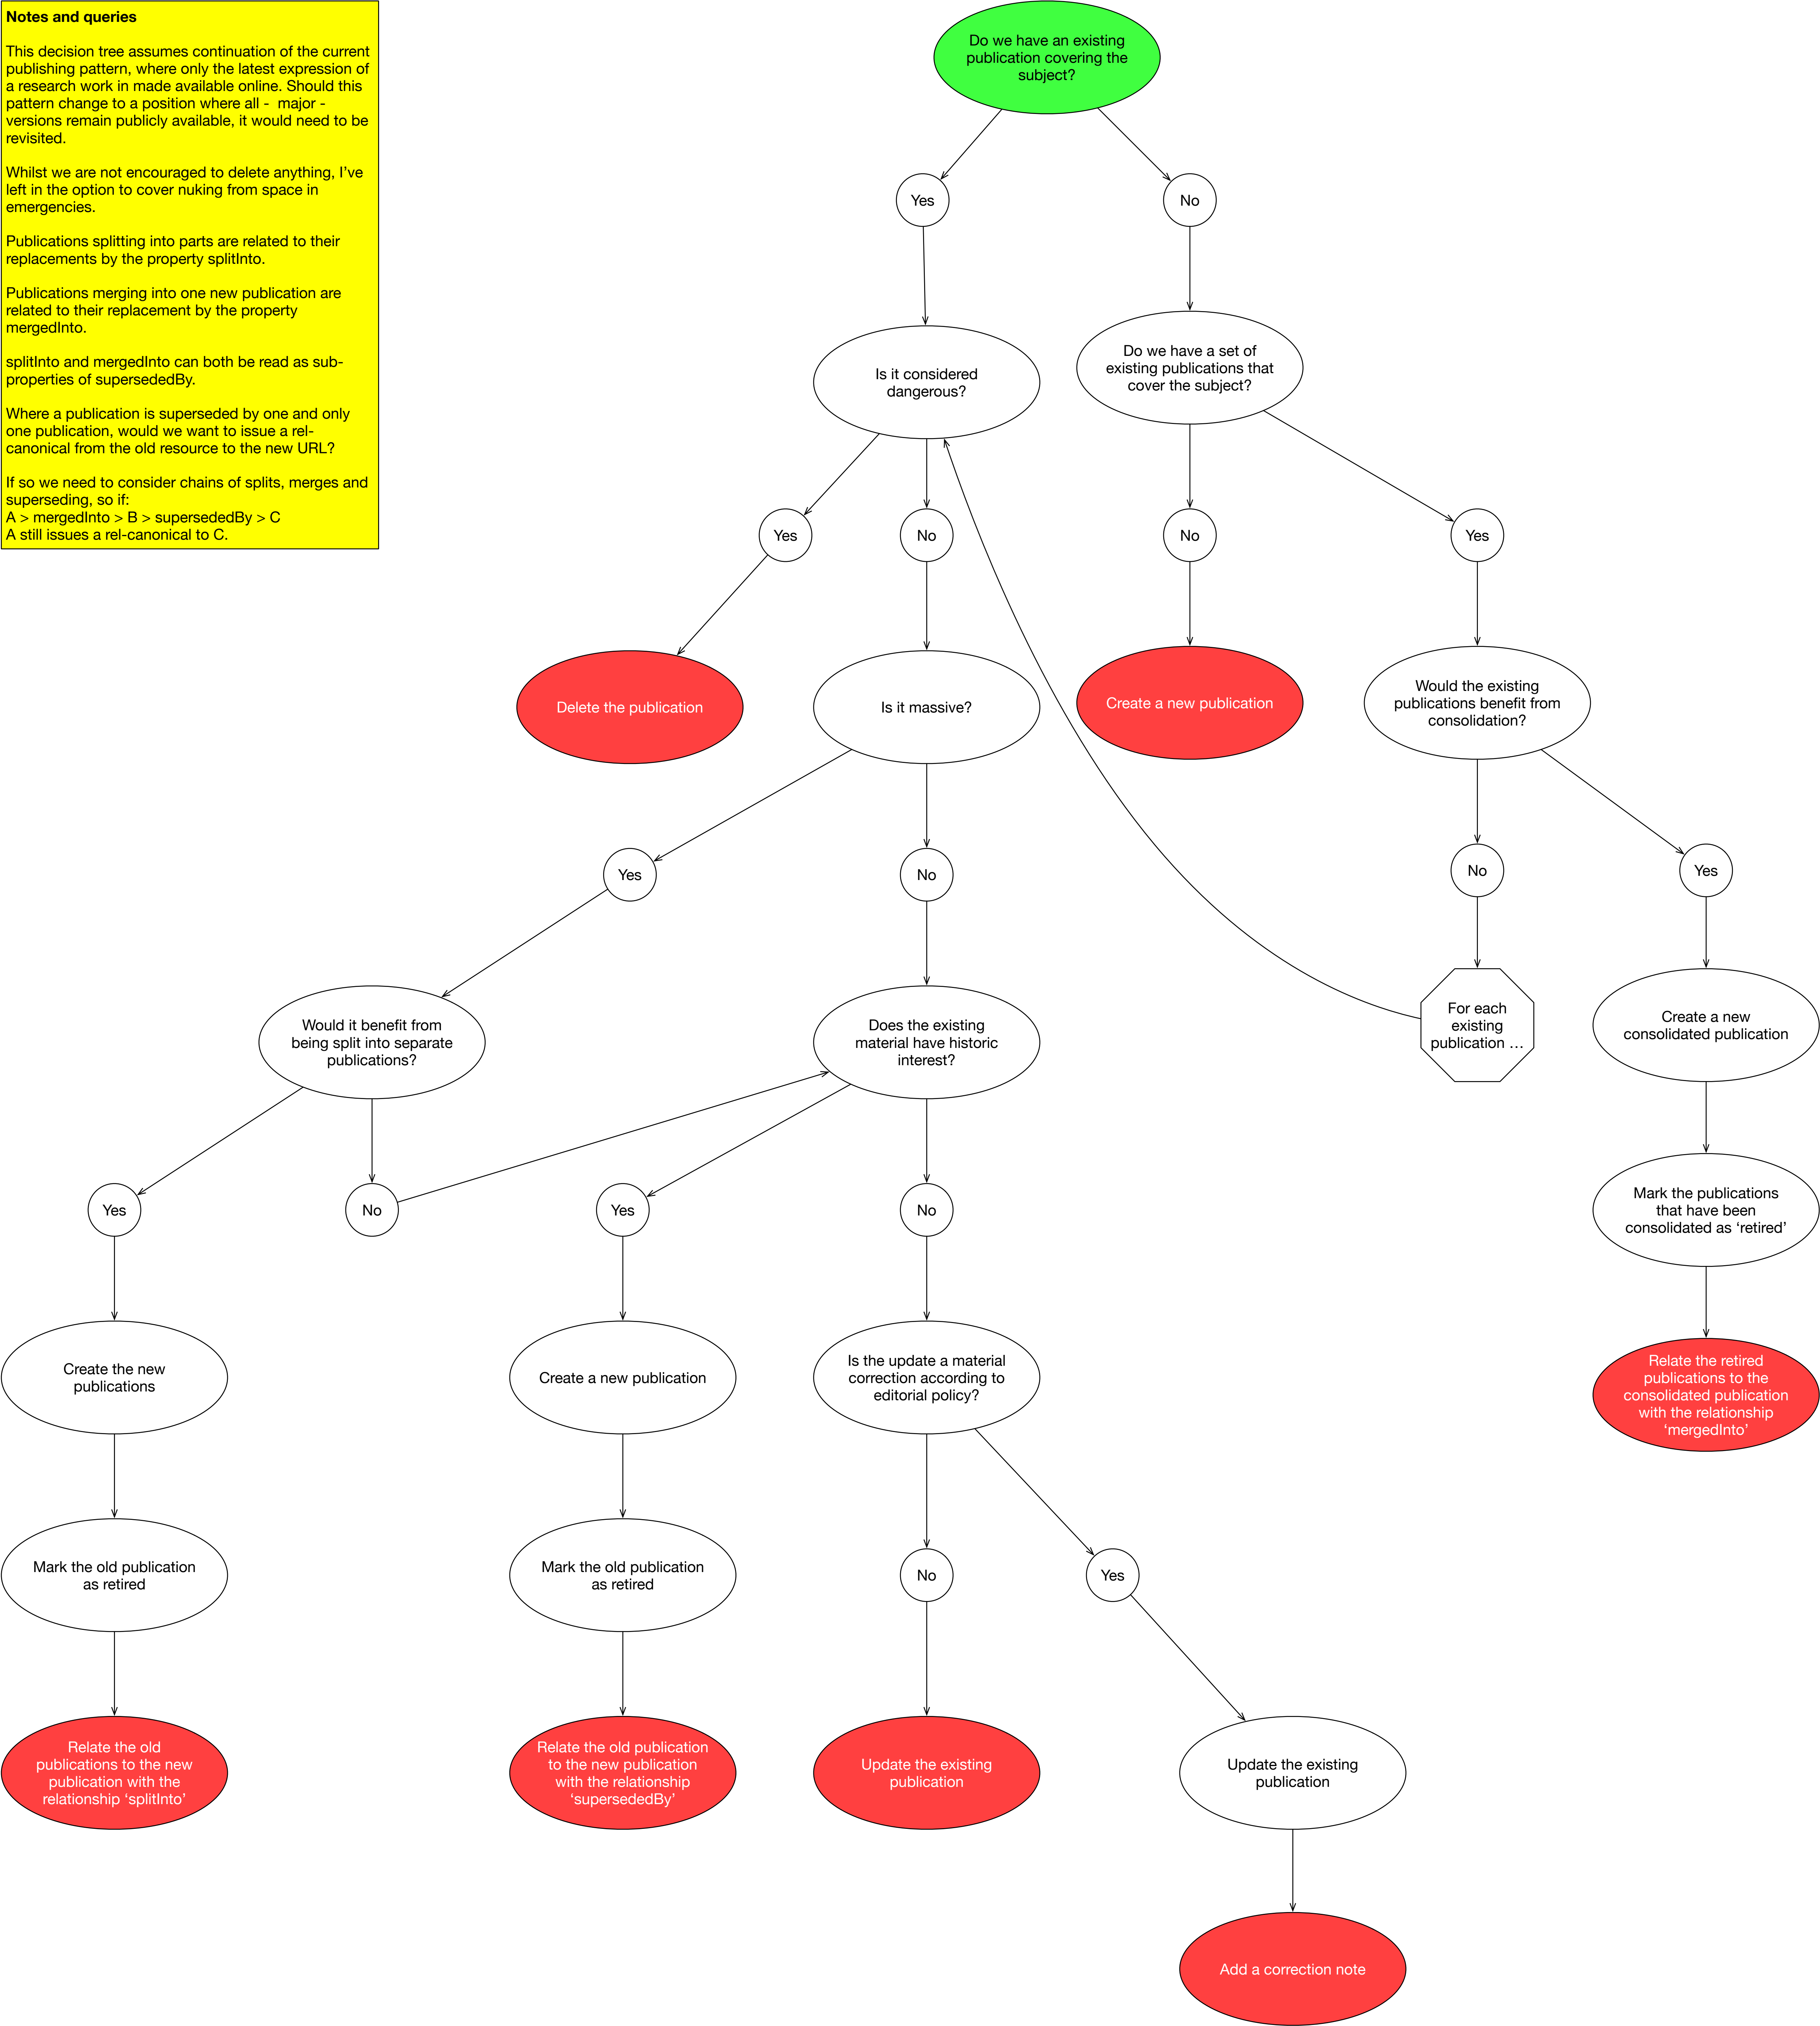 Notes and queries
This decision tree assumes continuation of the current
publishing pattern, where only the latest expression of
a research work in made available online. Should this
pattern change to a position where all -  major -
versions remain publicly available, it would need to be
revisited.
Whilst we are not encouraged to delete anything, I’ve
left in the option to cover nuking from space in
emergencies.
Publications splitting into parts are related to their
replacements by the property splitInto.
Publications merging into one new publication are
related to their replacement by the property
mergedInto.
splitInto and mergedInto can both be read as sub-
properties of supersededBy.
Where a publication is superseded by one and only
one publication, would we want to issue a rel-
canonical from the old resource to the new URL?
If so we need to consider chains of splits, merges and
superseding, so if:
A > mergedInto > B > supersededBy > C
A still issues a rel-canonical to C.
Do we have an existing
publication covering the
subject?
Yes
No
Is it considered
dangerous?
Do we have a set of
existing publications that
cover the subject?
Yes
No
No
Yes
Delete the publication
Is it massive?
Create a new publication
Would the existing
publications benefit from
consolidation?
Yes
No
No
Yes
Would it benefit from
being split into separate
publications?
Does the existing
material have historic
interest?
For each
existing
publication …
Create a new
consolidated publication
Yes
No
Yes
No
Mark the publications
that have been
consolidated as ‘retired’
Create the new
publications
Create a new publication
Is the update a material
correction according to
editorial policy?
Relate the retired
publications to the
consolidated publication
with the relationship
‘mergedInto’
Mark the old publication
as retired
Mark the old publication
as retired
No
Yes
Relate the old
publications to the new
publication with the
relationship ‘splitInto’
Relate the old publication
to the new publication
with the relationship
‘supersededBy’
Update the existing
publication
Update the existing
publication
Add a correction note